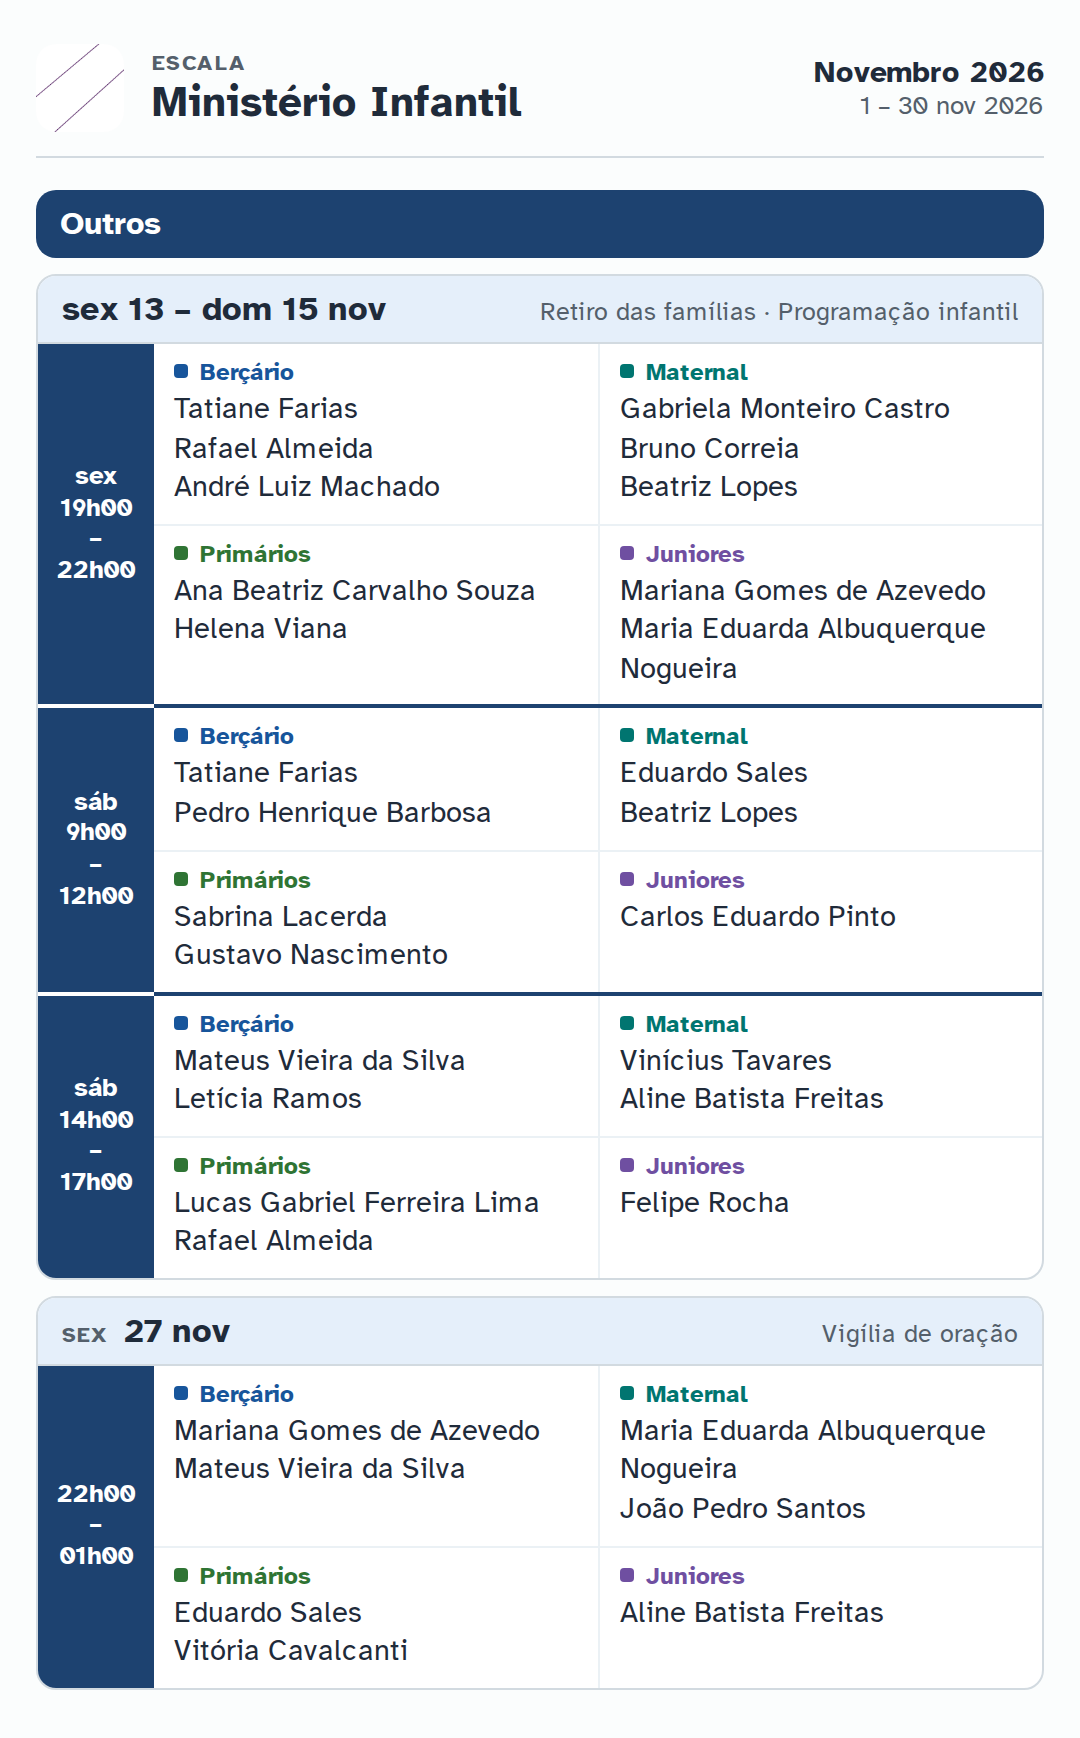 ESCALA
Ministério Infantil
Novembro 2026
1 – 30 nov 2026
Outros
sex 13 – dom 15 nov
Retiro das famílias · Programação infantil
sex
19h00
–
22h00
Berçário
Tatiane Farias
Rafael Almeida
André Luiz Machado
Maternal
Gabriela Monteiro Castro
Bruno Correia
Beatriz Lopes
Primários
Ana Beatriz Carvalho Souza
Helena Viana
Juniores
Mariana Gomes de Azevedo
Maria Eduarda Albuquerque
Nogueira
sáb
9h00
–
12h00
Berçário
Tatiane Farias
Pedro Henrique Barbosa
Maternal
Eduardo Sales
Beatriz Lopes
Primários
Sabrina Lacerda
Gustavo Nascimento
Juniores
Carlos Eduardo Pinto
sáb
14h00
–
17h00
Berçário
Mateus Vieira da Silva
Letícia Ramos
Maternal
Vinícius Tavares
Aline Batista Freitas
Primários
Lucas Gabriel Ferreira Lima
Rafael Almeida
Juniores
Felipe Rocha
SEX 27 nov
Vigília de oração
22h00
–
01h00
Berçário
Mariana Gomes de Azevedo
Mateus Vieira da Silva
Maternal
Maria Eduarda Albuquerque
Nogueira
João Pedro Santos
Primários
Eduardo Sales
Vitória Cavalcanti
Juniores
Aline Batista Freitas